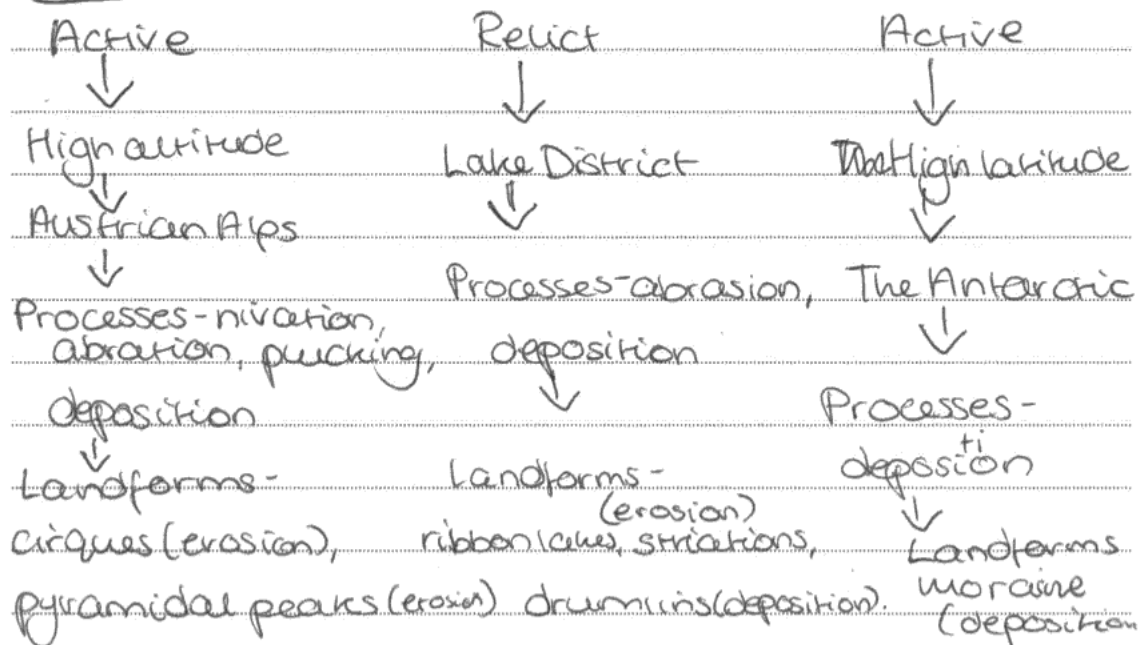 Active
High altitude
Austrian Alps
Processes-nivation,
abration, plucking,
deposition
Landforms-
cirques (erosion),
pyramidal peaks (erosion)
Relict
Lake District
Processes-abrasion,
deposition
Landforms-
(erosion)
ribbon lakes, striations,
drumlins (deposition).
Active
High latitude
The Antarctic
Processes-
deposition
Landforms
moraine
(deposition